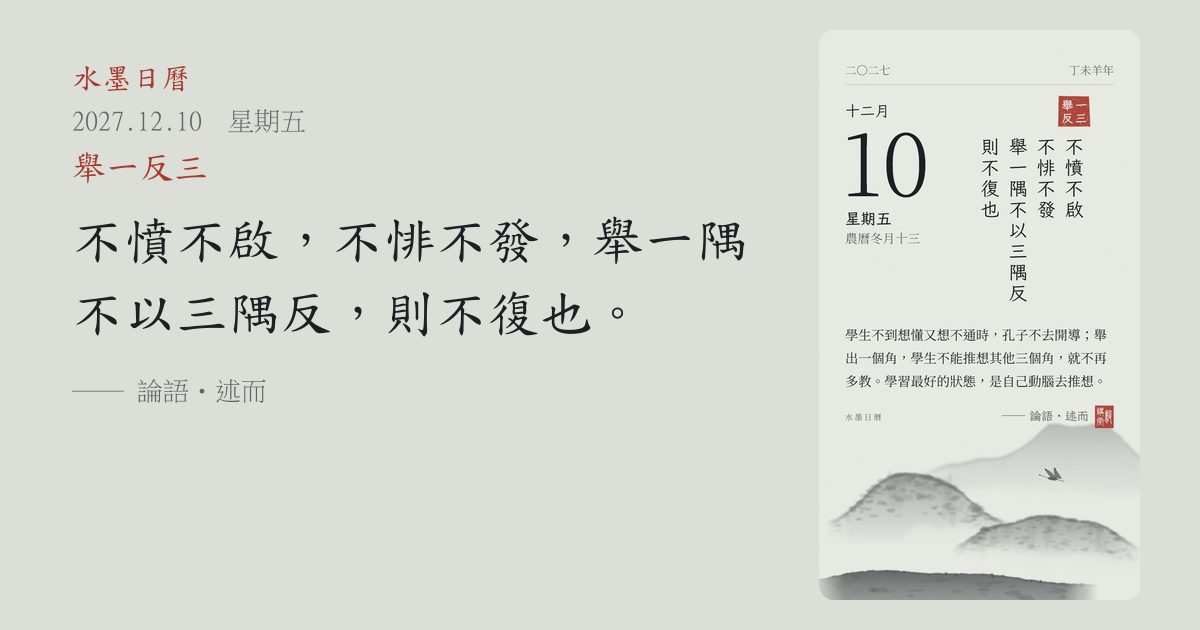 水墨日曆
2027.12.10 星期五
舉一反三
不憤不啟，不悱不發，舉一隅
不以三隅反，則不復也。
—— 論語・述而
二〇二七
丁未羊年
十二月
10
星期五
農曆冬月十三
舉一反三
不憤不啟
不悱不發
舉一隅不以三隅反
則不復也
學生不到想懂又想不通時，孔子不去開導；舉
出一個角，學生不能推想其他三個角，就不再
多教。學習最好的狀態，是自己動腦去推想。
水墨日曆
—— 論語・述而